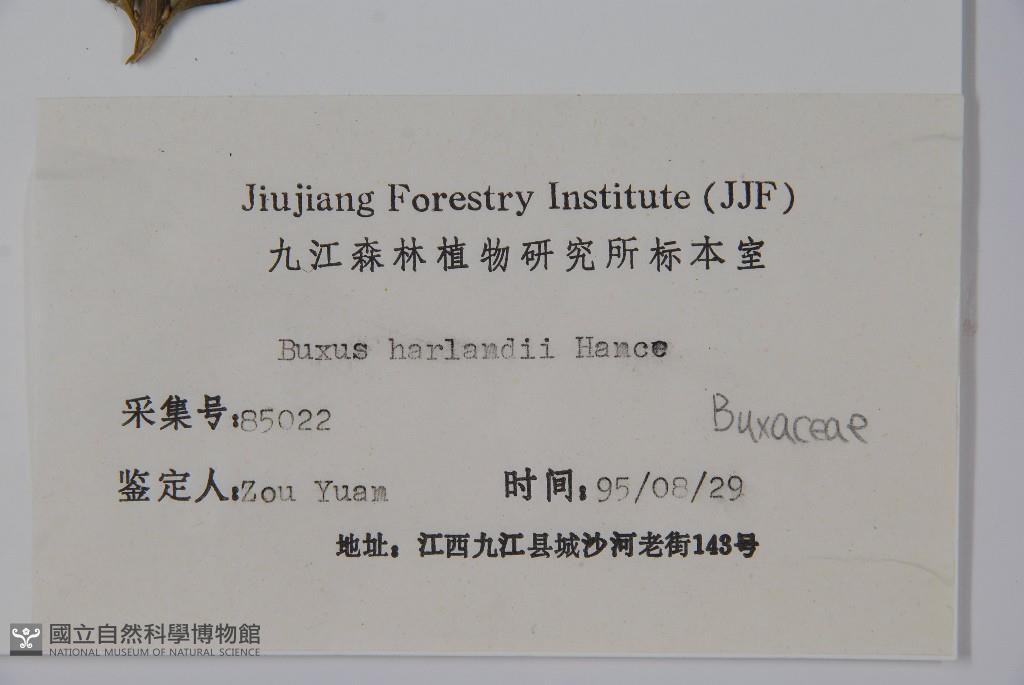 Jiujiang Forestry Institute (JJF)
九江森林植物研究所标本室
Buxus harlandii Hance
采集号:85022
Buxaceae
鉴定人:Zou Yuan 时间:95/08/29
地址: 江西九江县城沙河老街143号
國立自然科學博物館
NATIONAL MUSEUM OF NATURAL SCIENCE